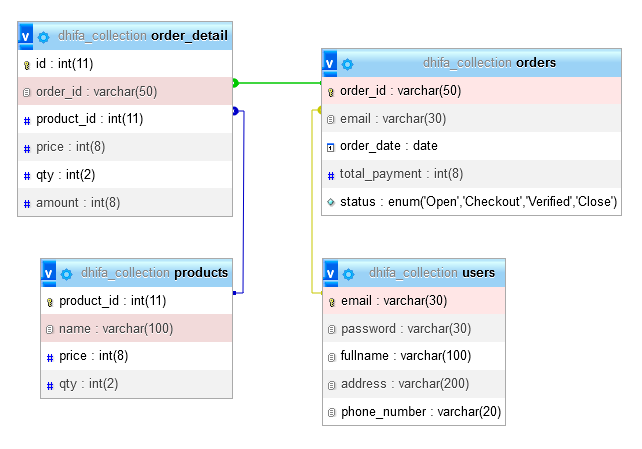 v dhifa_collection order_detail
id : int(11)
order_id : varchar(50)
# product_id : int(11)
# price : int(8)
# qty : int(2)
# amount : int(8)
v dhifa_collection orders
order_id : varchar(50)
email : varchar(30)
order_date : date
# total_payment : int(8)
status : enum('Open','Checkout','Verified','Close')
v dhifa_collection products
product_id : int(11)
name : varchar(100)
# price : int(8)
# qty : int(2)
v dhifa_collection users
email : varchar(30)
password : varchar(30)
fullname : varchar(100)
address : varchar(200)
phone_number : varchar(20)